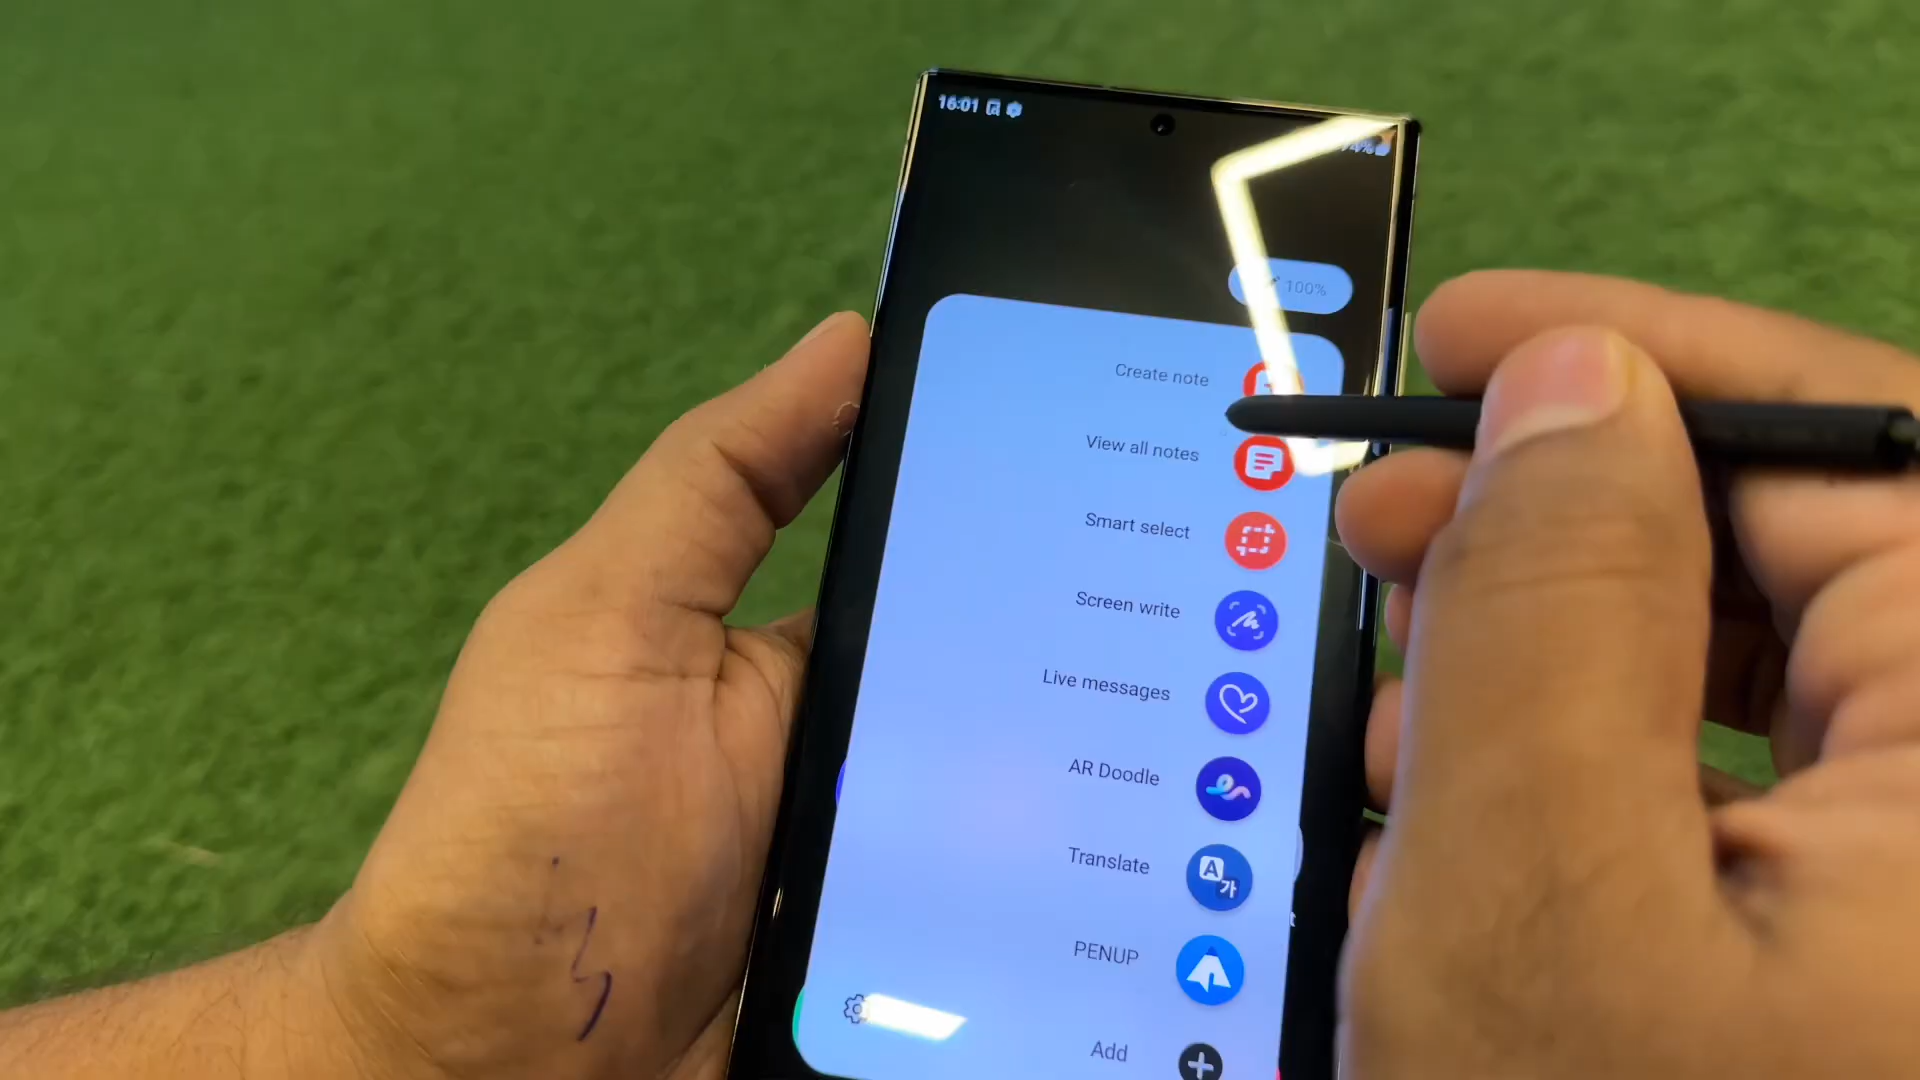 16:01
74%
100%
Create note
View all notes
Smart select
Screen write
Live messages
AR Doodle
Translate
A
가
PENUP
Add